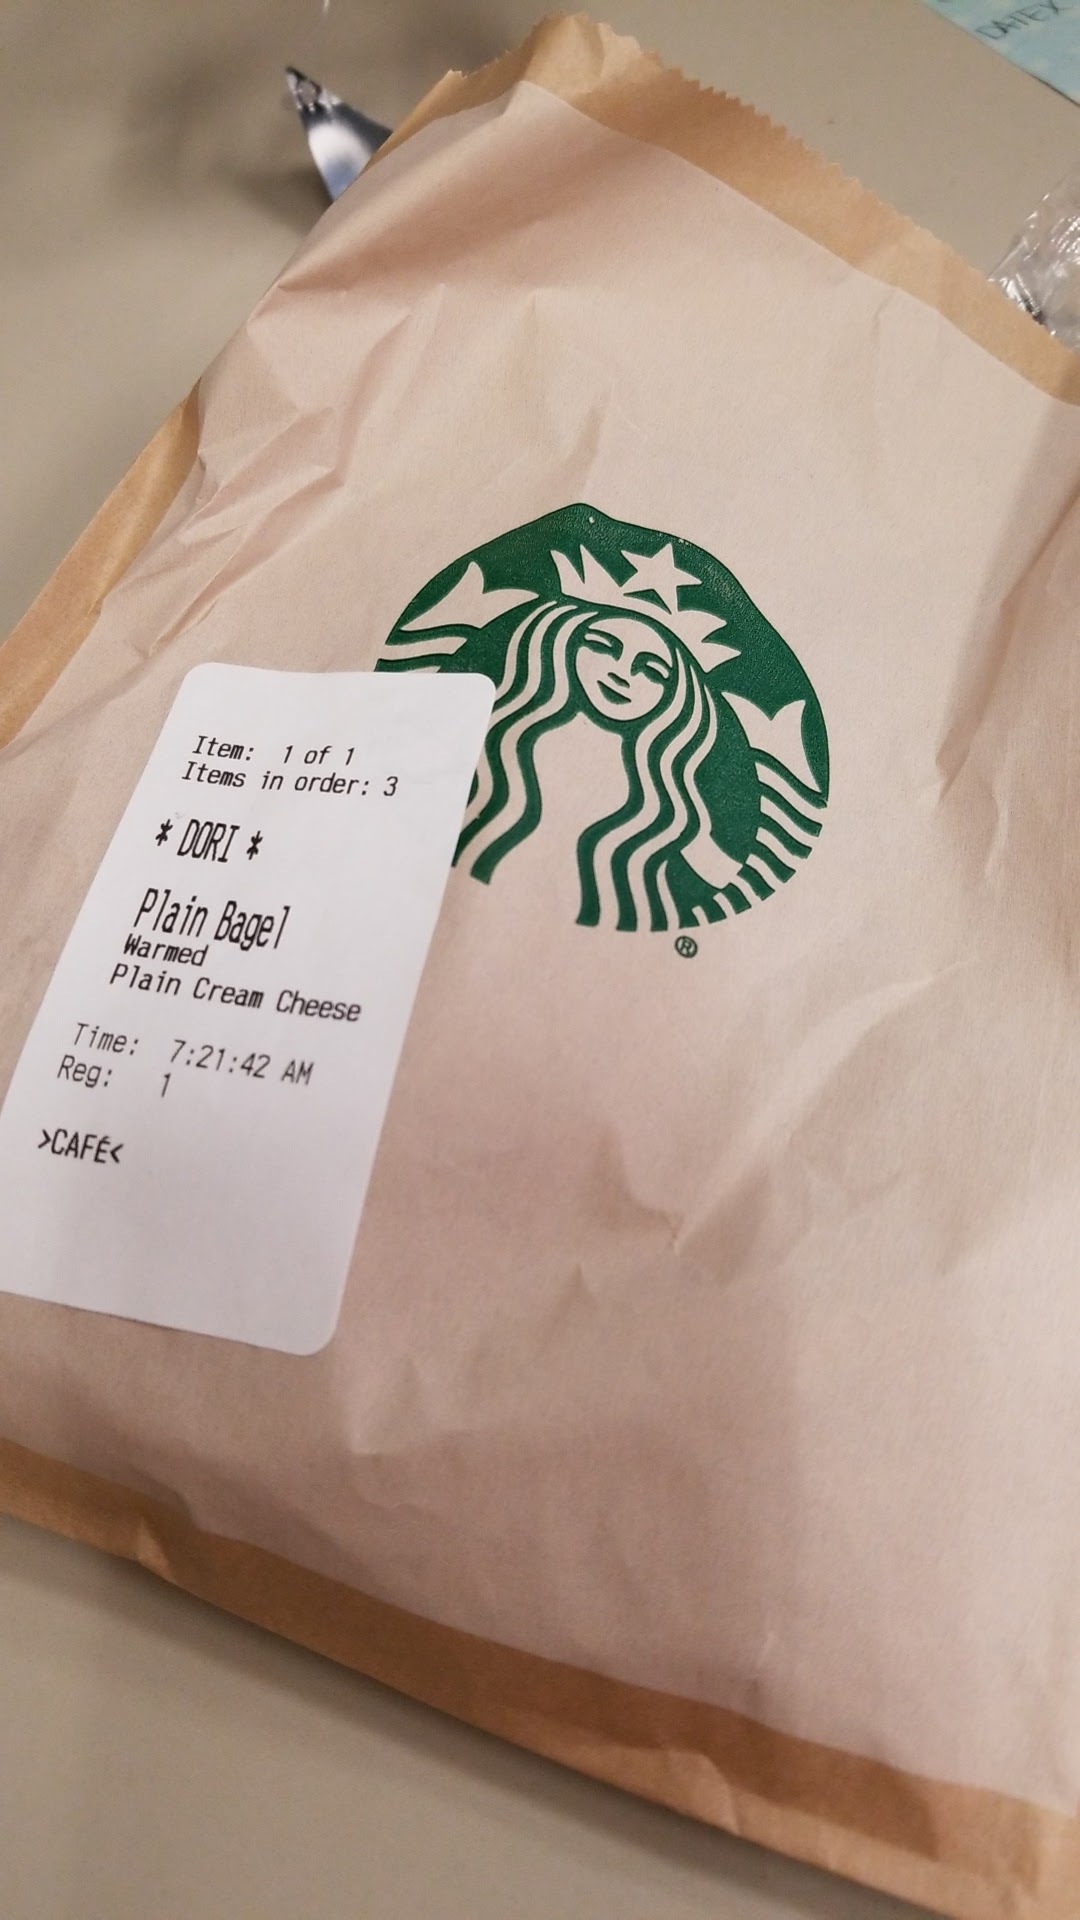 DATEX
Item: 1 of 1
Items in order: 3
* DORI *
Plain Bagel
Warmed
Plain Cream Cheese
Time: 7:21:42 AM
Reg: 1
>CAFÉ<
®